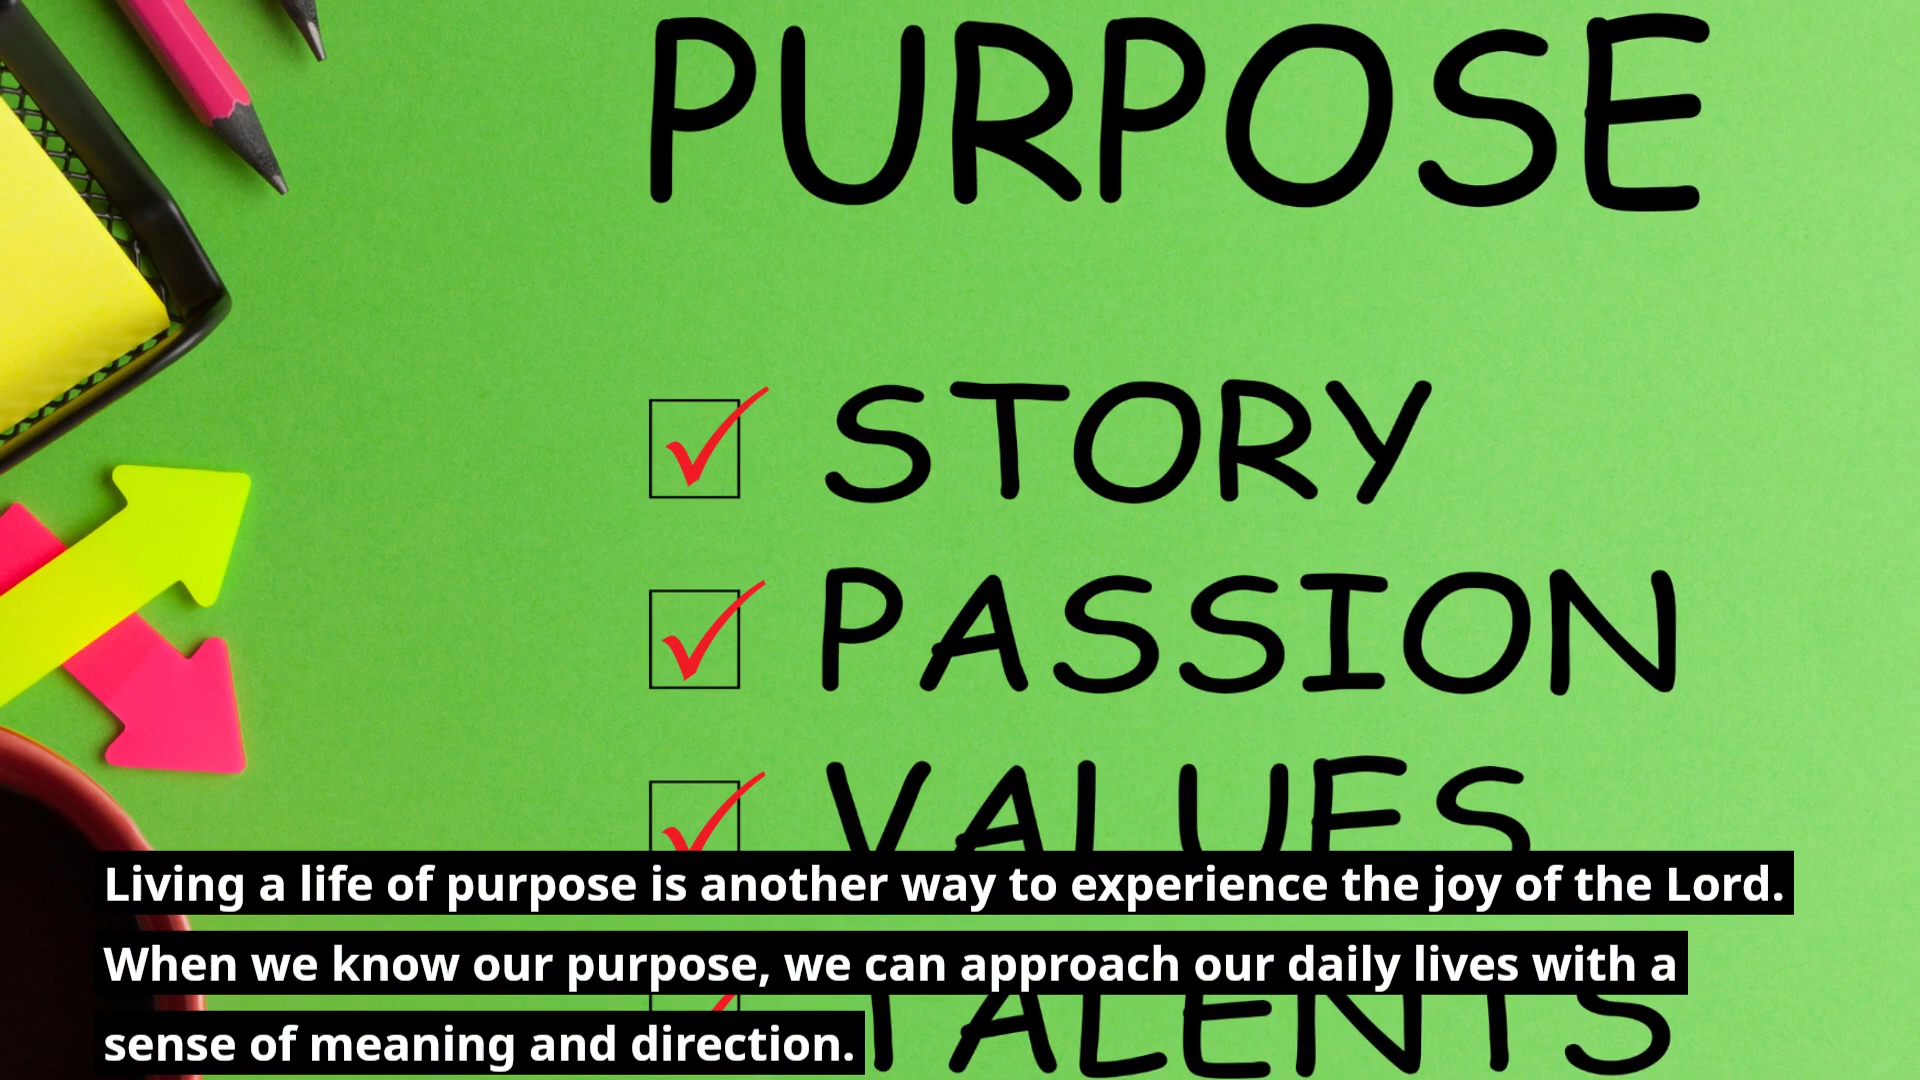 PURPOSE
STORY
PASSION
VALUES
TALENTS
Living a life of purpose is another way to experience the joy of the Lord.
When we know our purpose, we can approach our daily lives with a
sense of meaning and direction.